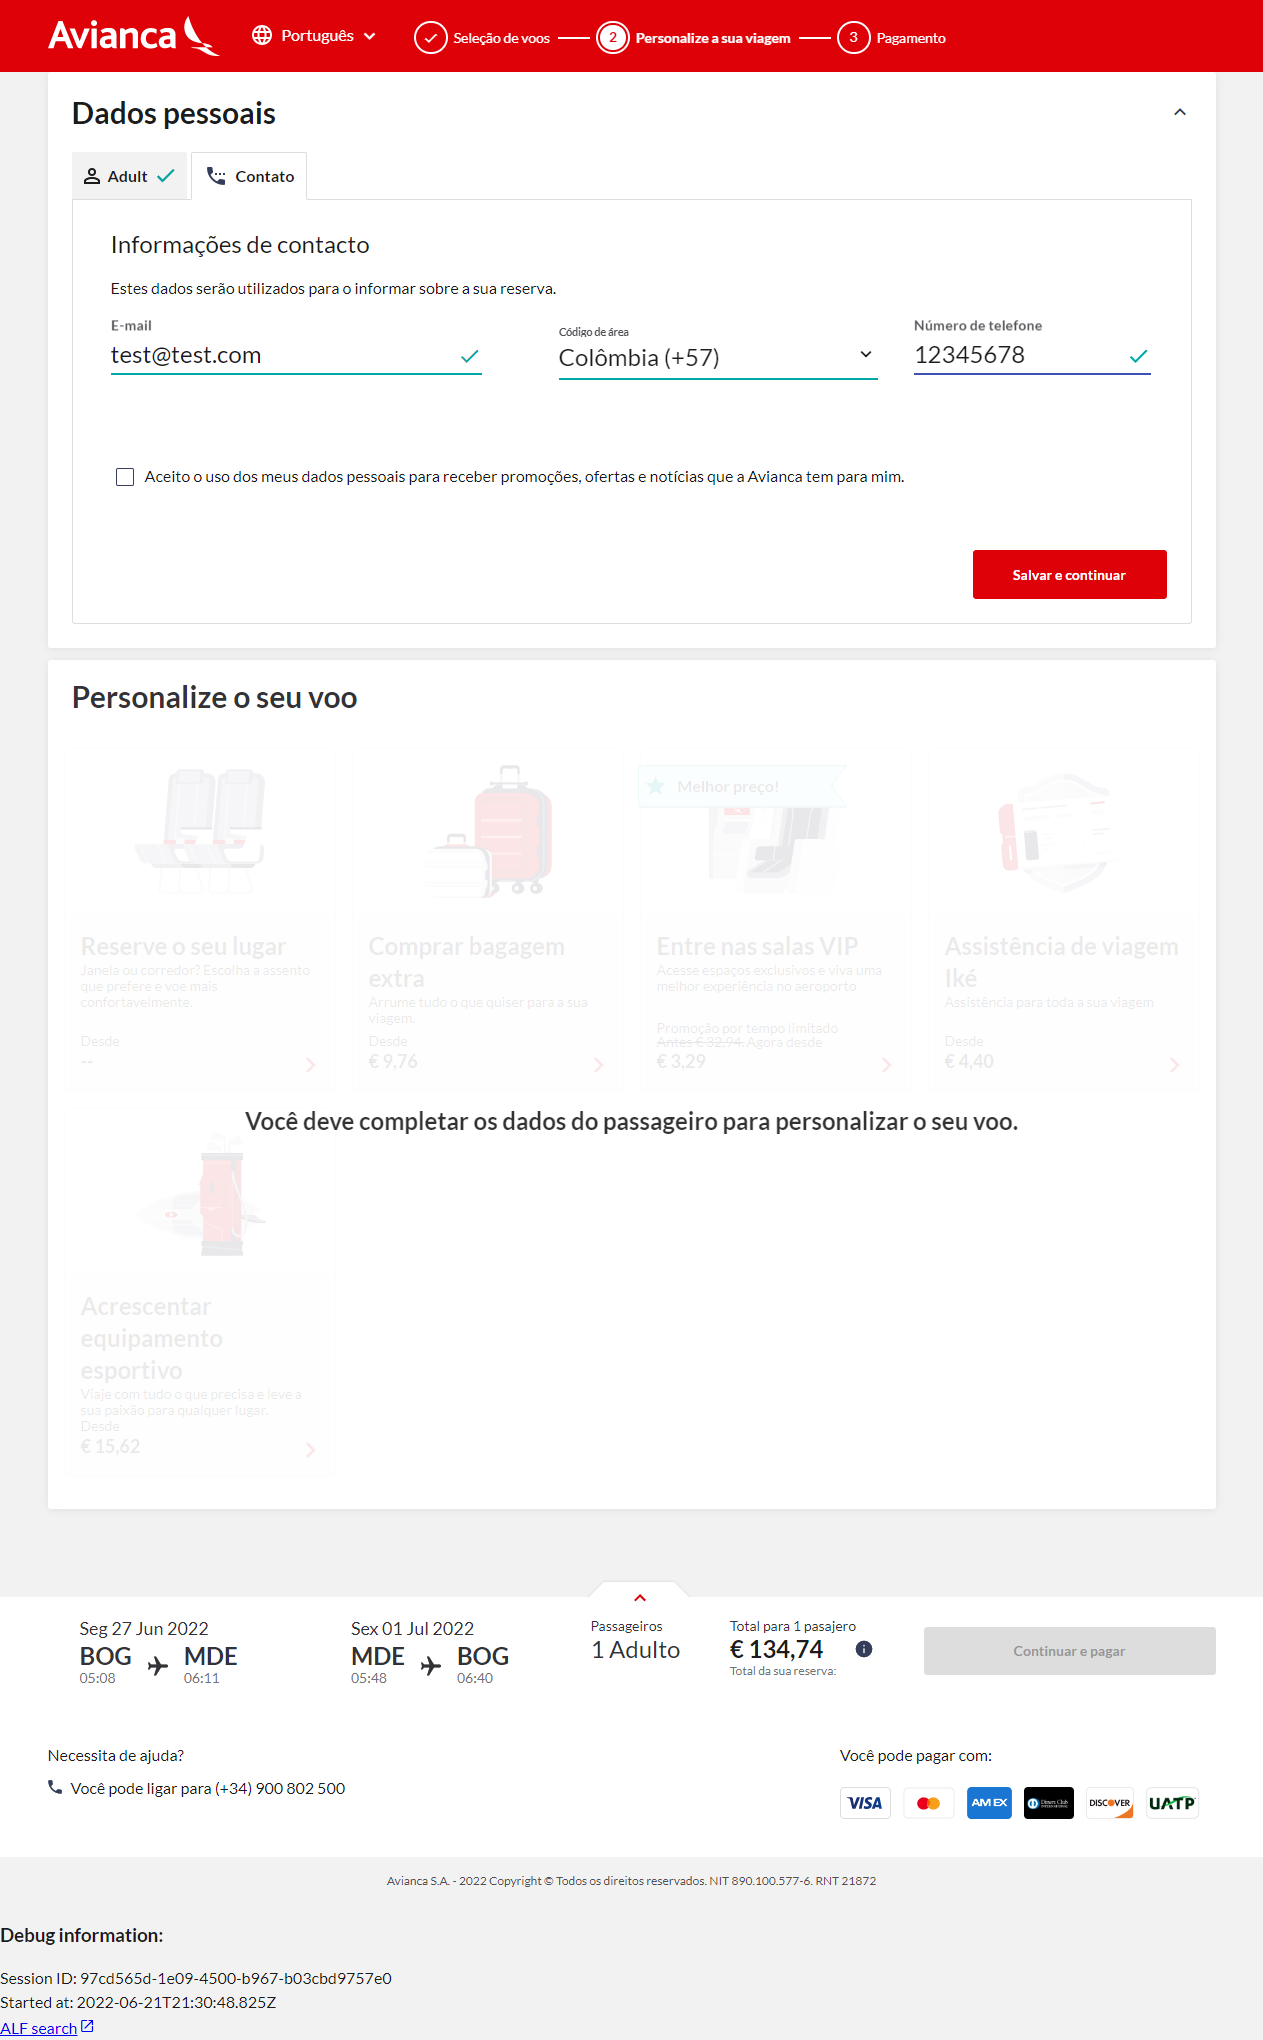 Avianca
Português
Seleção de voos
2
Personalize a sua viagem
3
Pagamento
Dados pessoais
Adult
Contato
Informações de contacto
Estes dados serão utilizados para o informar sobre a sua reserva.
E-mail
test@test.com
Código de área
Colômbia (+57)
Número de telefone
12345678
Aceito o uso dos meus dados pessoais para receber promoções, ofertas e notícias que a Avianca tem para mim.
Salvar e continuar
Personalize o seu voo
Reserve o seu lugar
Janela ou corredor? Escolha a assento
que prefere e voe mais
confortavelmente.
Desde
--
Comprar bagagem
extra
Arrume tudo o que quiser para a sua
viagem.
Desde
€ 9,76
Melhor preço!
Entre nas salas VIP
Acesse espaços exclusivos e viva uma
melhor experiência no aeroporto
Promoção por tempo limitado
Antes € 32,94. Agora desde
€ 3,29
Assistência de viagem
Iké
Assistência para toda a sua viagem
Desde
€ 4,40
Você deve completar os dados do passageiro para personalizar o seu voo.
Acrescentar
equipamento
esportivo
Viaje com tudo o que precisa e leve a
sua paixão para qualquer lugar.
Desde
€ 15,62
Seg 27 Jun 2022
BOG MDE
05:08 06:11
Sex 01 Jul 2022
MDE BOG
05:48 06:40
Passageiros
1 Adulto
Total para 1 pasajero
€ 134,74
Total da sua reserva:
Continuar e pagar
Necessita de ajuda?
Você pode ligar para (+34) 900 802 500
Você pode pagar com:
VISA
AMEX
Diners Club
INTERNATIONAL
DISCOVER
UATP
Avianca S.A. - 2022 Copyright © Todos os direitos reservados. NIT 890.100.577-6. RNT 21872
Debug information:
Session ID: 97cd565d-1e09-4500-b967-b03cbd9757e0
Started at: 2022-06-21T21:30:48.825Z
ALF search